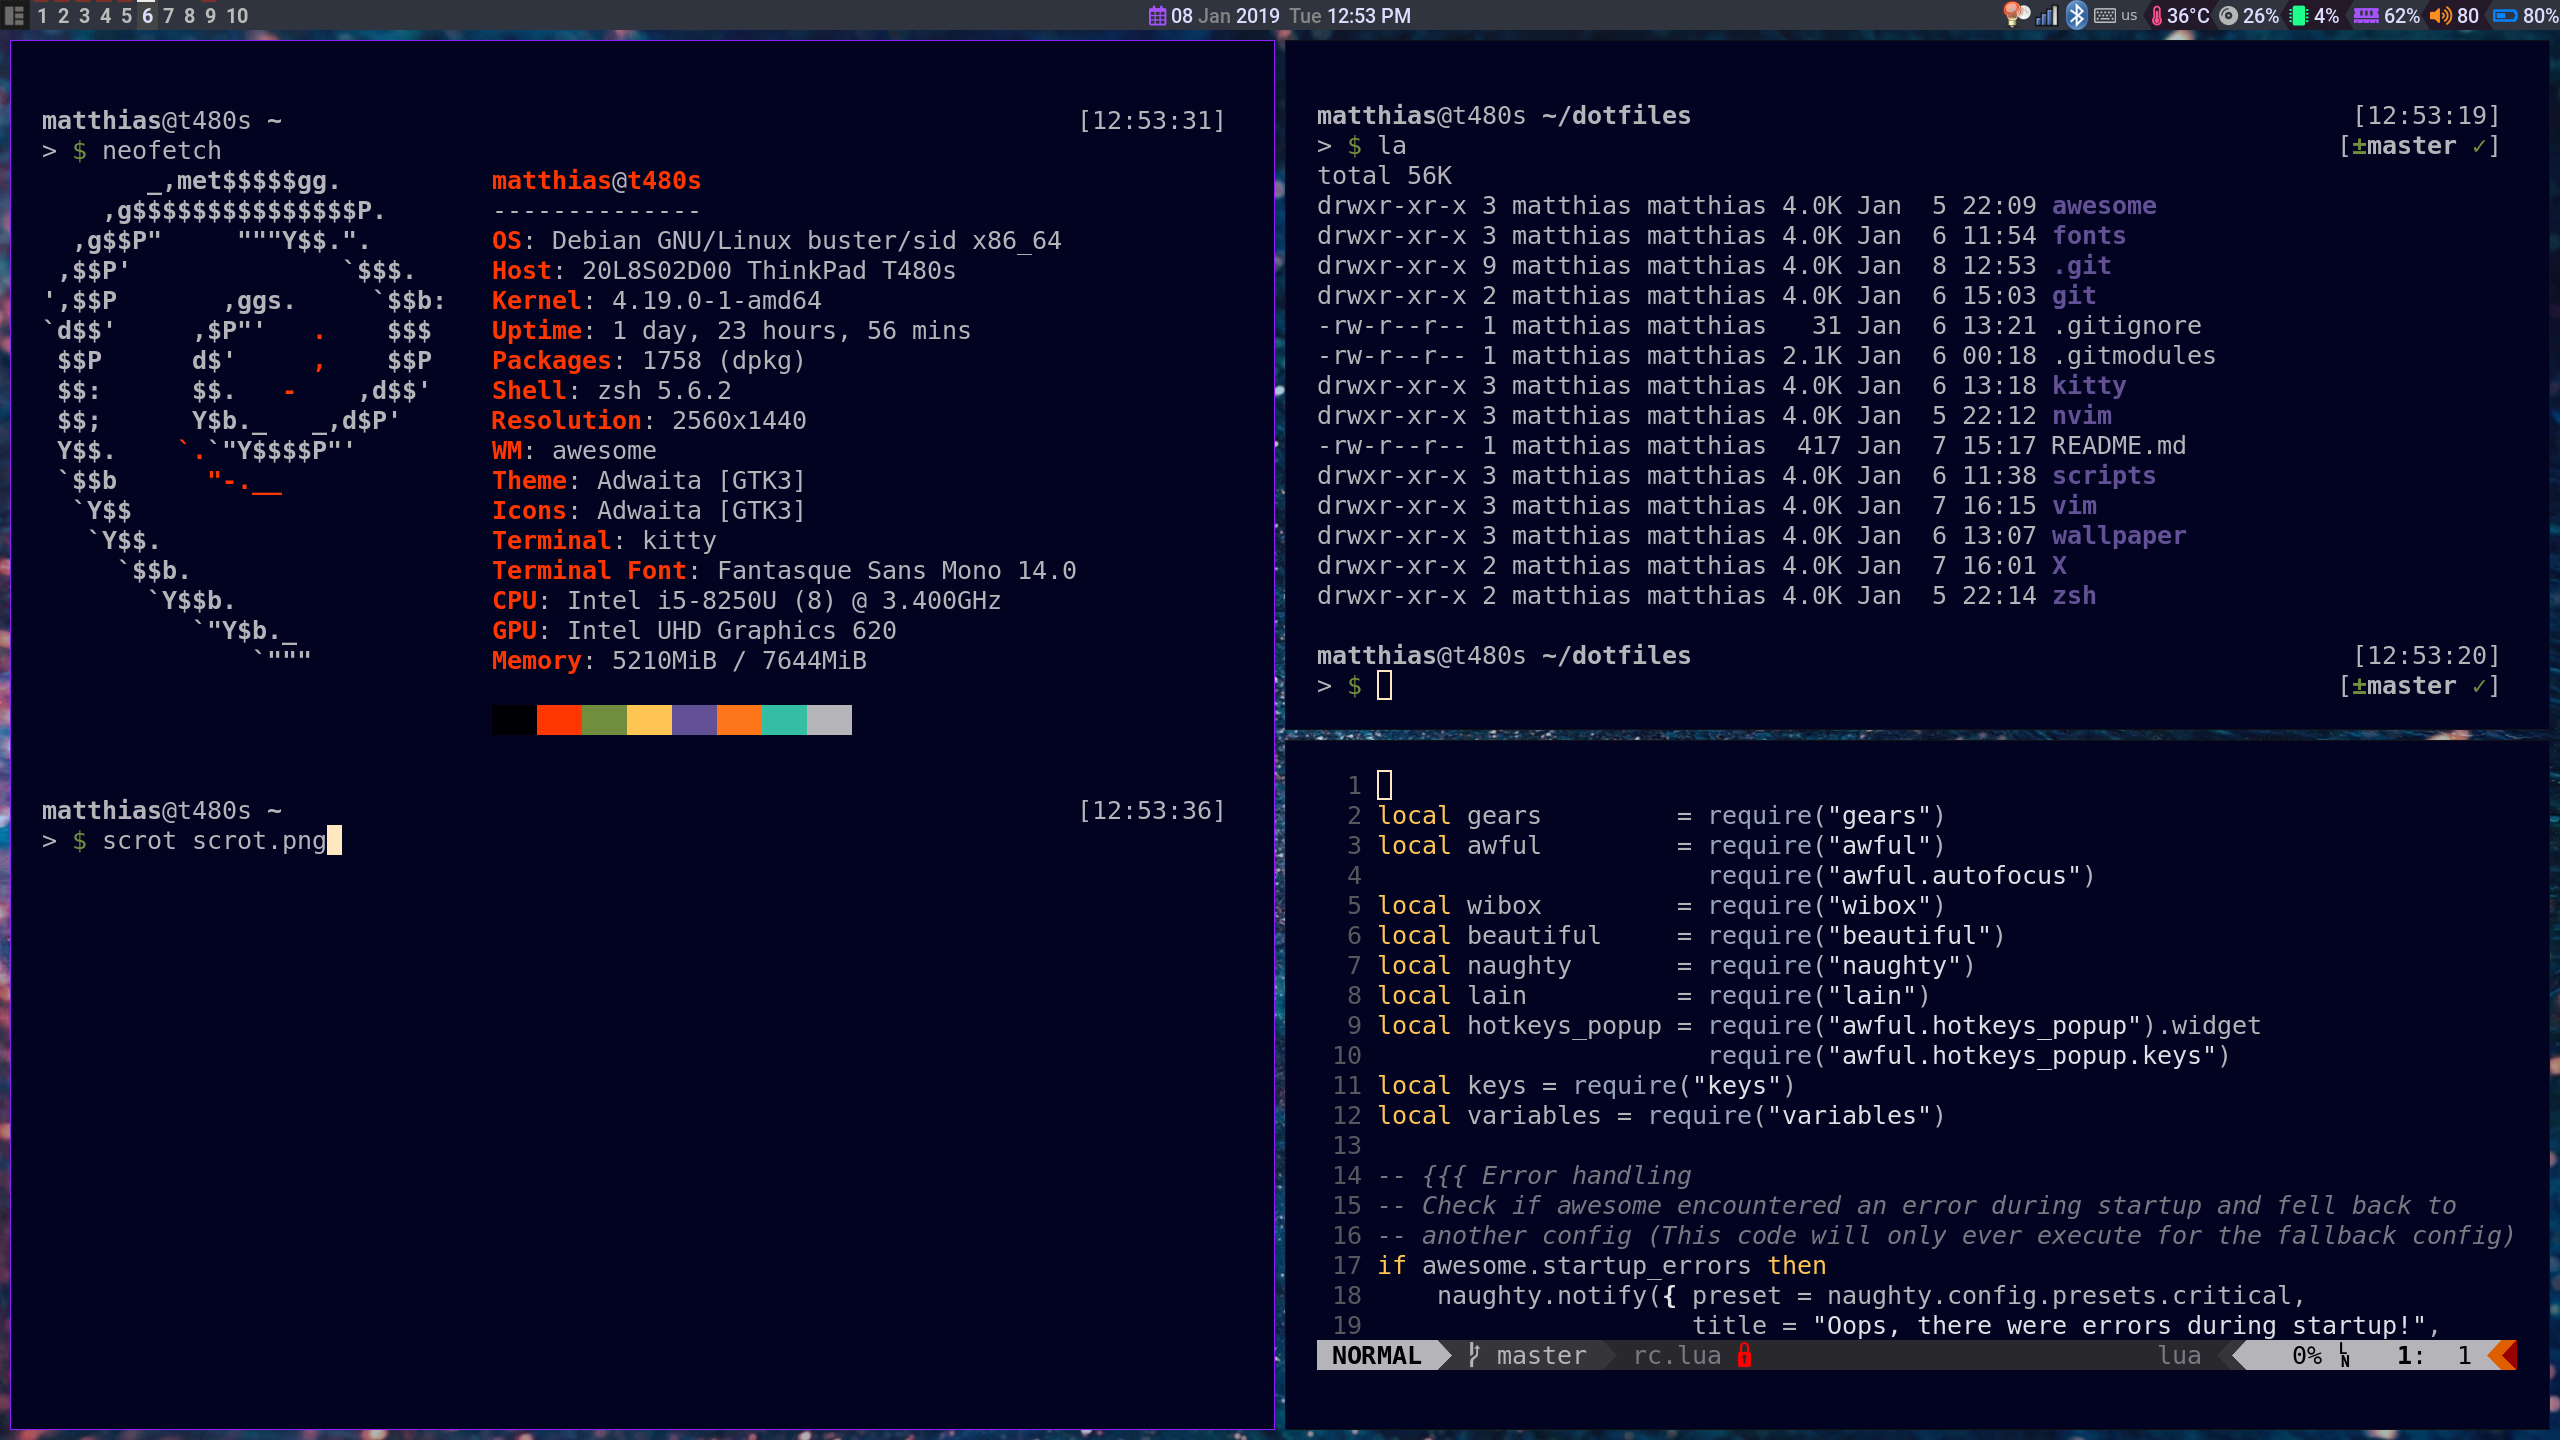 1 2 3 4 5 6 7 8 9 10
08 Jan 2019 Tue 12:53 PM
us 36°C 26% 4% 62% 80 80%
matthias@t480s ~ [12:53:31]
> $ neofetch
_,met$$$$$gg.
,g$$$$$$$$$$$$$$$P.
,g$$P"     """Y$$.".
,$$P'              `$$$.
',$$P       ,ggs.     `$$b:
`d$$'     ,$P"'   .    $$$
$$P      d$'     ,    $$P
$$:      $$.   -    ,d$$'
$$;      Y$b._   _,d$P'
Y$$.    `.`"Y$$$$P"'
`$$b      "-.__
`Y$$
`Y$$.
`$$b.
`Y$$b.
`"Y$b._
`"""
matthias@t480s
--------------
OS: Debian GNU/Linux buster/sid x86_64
Host: 20L8S02D00 ThinkPad T480s
Kernel: 4.19.0-1-amd64
Uptime: 1 day, 23 hours, 56 mins
Packages: 1758 (dpkg)
Shell: zsh 5.6.2
Resolution: 2560x1440
WM: awesome
Theme: Adwaita [GTK3]
Icons: Adwaita [GTK3]
Terminal: kitty
Terminal Font: Fantasque Sans Mono 14.0
CPU: Intel i5-8250U (8) @ 3.400GHz
GPU: Intel UHD Graphics 620
Memory: 5210MiB / 7644MiB
matthias@t480s ~ [12:53:36]
> $ scrot scrot.png
matthias@t480s ~/dotfiles [12:53:19]
> $ la [±master ✓]
total 56K
drwxr-xr-x 3 matthias matthias 4.0K Jan  5 22:09 awesome
drwxr-xr-x 3 matthias matthias 4.0K Jan  6 11:54 fonts
drwxr-xr-x 9 matthias matthias 4.0K Jan  8 12:53 .git
drwxr-xr-x 2 matthias matthias 4.0K Jan  6 15:03 git
-rw-r--r-- 1 matthias matthias   31 Jan  6 13:21 .gitignore
-rw-r--r-- 1 matthias matthias 2.1K Jan  6 00:18 .gitmodules
drwxr-xr-x 3 matthias matthias 4.0K Jan  6 13:18 kitty
drwxr-xr-x 3 matthias matthias 4.0K Jan  5 22:12 nvim
-rw-r--r-- 1 matthias matthias  417 Jan  7 15:17 README.md
drwxr-xr-x 3 matthias matthias 4.0K Jan  6 11:38 scripts
drwxr-xr-x 3 matthias matthias 4.0K Jan  7 16:15 vim
drwxr-xr-x 3 matthias matthias 4.0K Jan  6 13:07 wallpaper
drwxr-xr-x 2 matthias matthias 4.0K Jan  7 16:01 X
drwxr-xr-x 2 matthias matthias 4.0K Jan  5 22:14 zsh
matthias@t480s ~/dotfiles [12:53:20]
> $ [±master ✓]
1
2 local gears         = require("gears")
3 local awful         = require("awful")
4                       require("awful.autofocus")
5 local wibox         = require("wibox")
6 local beautiful     = require("beautiful")
7 local naughty       = require("naughty")
8 local lain          = require("lain")
9 local hotkeys_popup = require("awful.hotkeys_popup").widget
10                       require("awful.hotkeys_popup.keys")
11 local keys = require("keys")
12 local variables = require("variables")
13
14 -- {{{ Error handling
15 -- Check if awesome encountered an error during startup and fell back to
16 -- another config (This code will only ever execute for the fallback config)
17 if awesome.startup_errors then
18     naughty.notify({ preset = naughty.config.presets.critical,
19                      title = "Oops, there were errors during startup!",
NORMAL master rc.lua lua 0% LN 1: 1